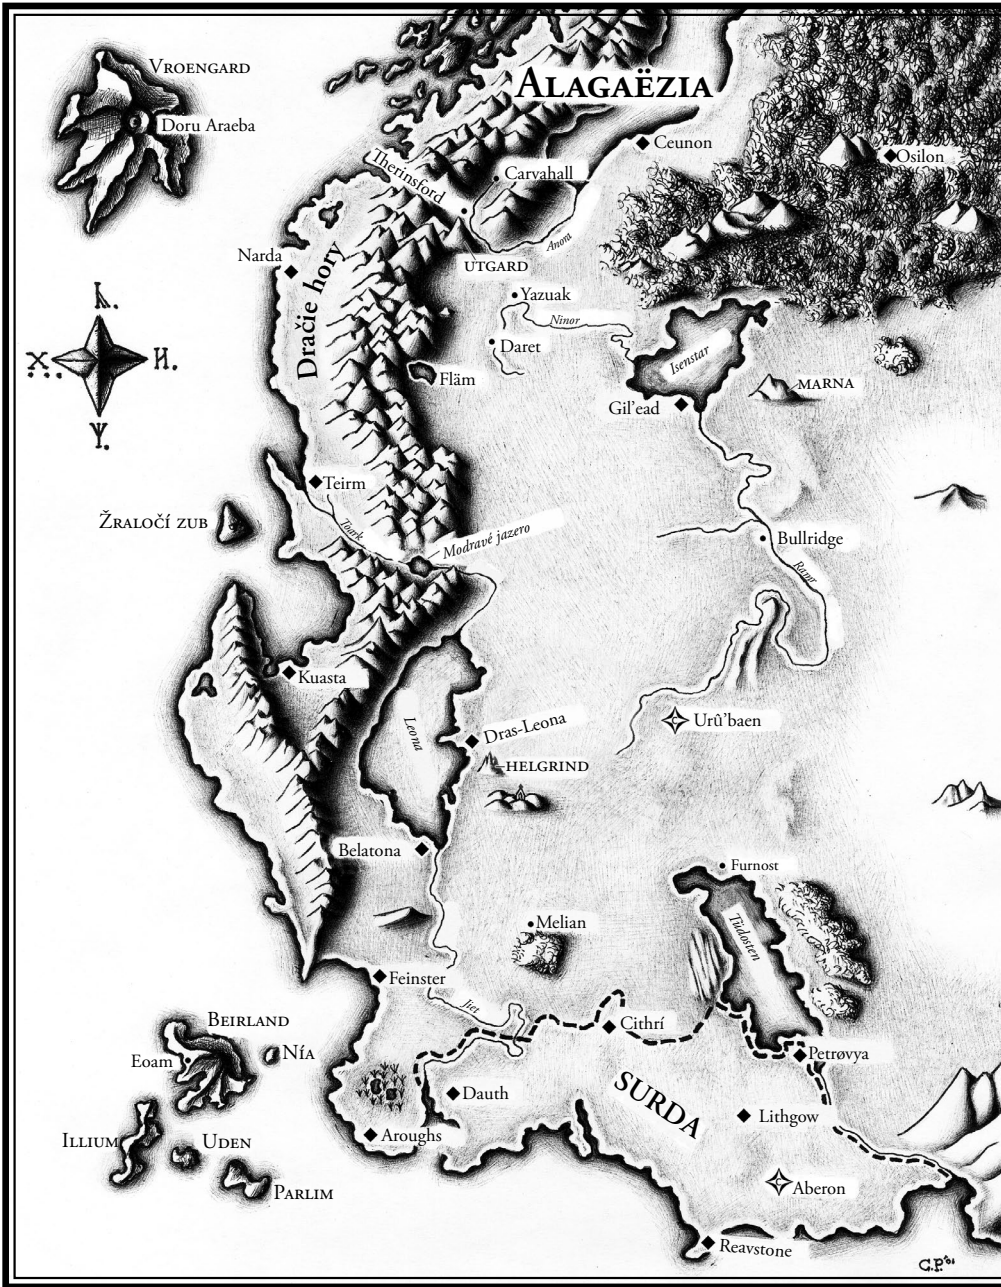 Alagaëzia
Vroengard
Doru Araeba
Ceunon
Osilon
Therinsford
Carvahall
Anora
Narda
Utgard
Dračie hory
Yazuak
Ninor
Daret
Isenstar
Fläm
Marna
Gil’ead
Teirm
Žraločí zub
Toark
Modravé jazero
Bullridge
Ramr
Kuasta
Leona
Dras-Leona
Urû’baen
Helgrind
Belatona
Furnost
Melian
Tüdosten
Feinster
Jiet
Beirland
Nía
Eoam
Cithrí
Petrøvya
Dauth
SURDA
Lithgow
Illium
Uden
Aroughs
Parlim
Aberon
Reavstone
C.P.